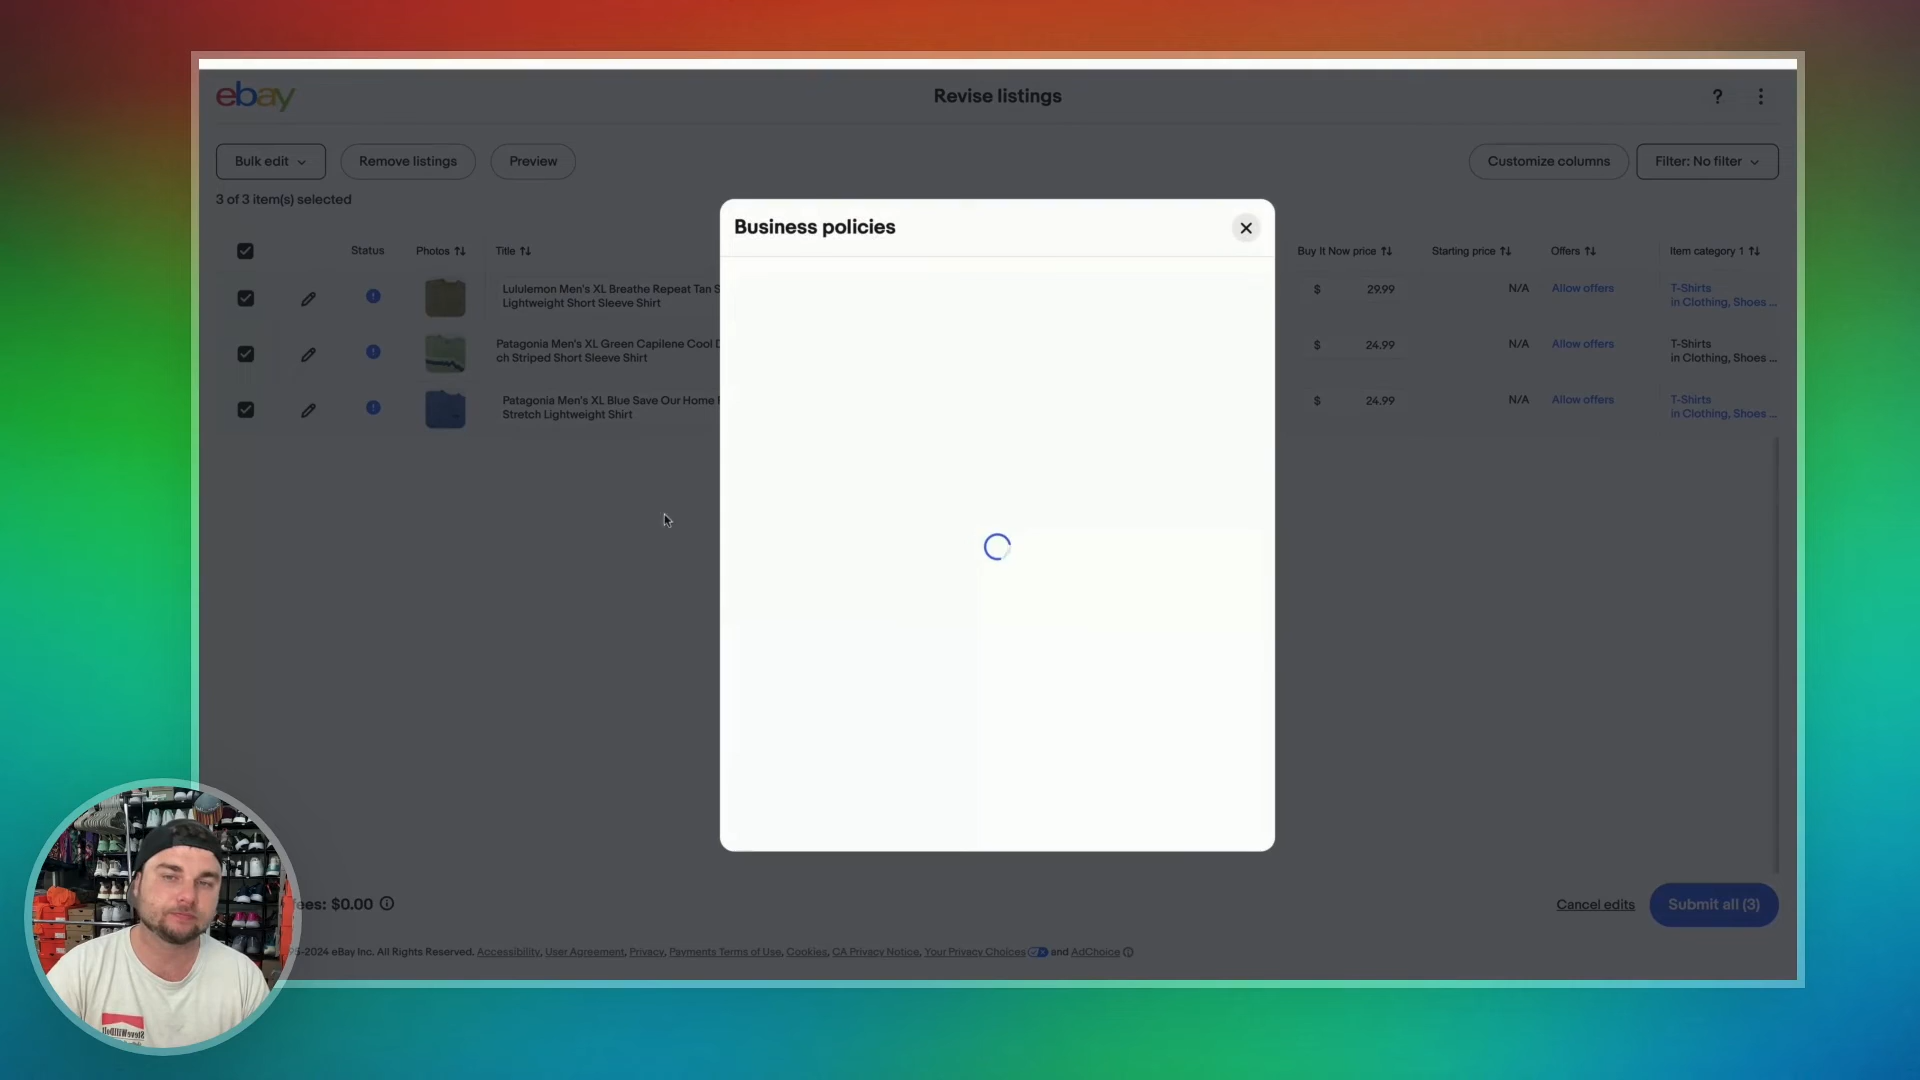 ebay
Revise listings
?
Bulk edit
Remove listings
Preview
Customize columns
Filter: No filter
3 of 3 item(s) selected
Business policies
Status
Photos
Title
Buy It Now price
Starting price
Offers
Item category 1
Lululemon Men's XL Breathe Repeat Tan S
Lightweight Short Sleeve Shirt
$ 29.99
N/A
Allow offers
T-Shirts
in Clothing, Shoes ...
Patagonia Men's XL Green Capilene Cool D
ch Striped Short Sleeve Shirt
$ 24.99
N/A
Allow offers
T-Shirts
in Clothing, Shoes ...
Patagonia Men's XL Blue Save Our Home
Stretch Lightweight Shirt
$ 24.99
N/A
Allow offers
T-Shirts
in Clothing, Shoes ...
ees: $0.00
Cancel edits
Submit all (3)
5-2024 eBay Inc. All Rights Reserved. Accessibility, User Agreement, Privacy, Payments Terms of Use, Cookies, CA Privacy Notice, Your Privacy Choices and AdChoice